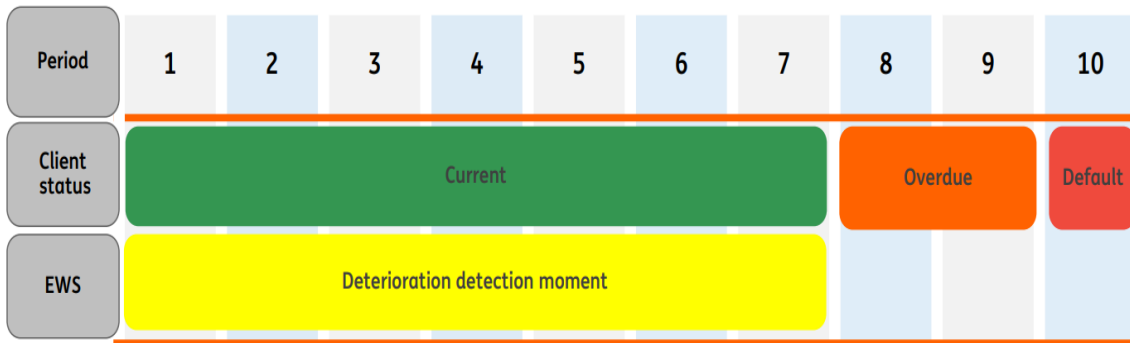 Period 1 2 3 4 5 6 7 8 9 10
Client
status
Current Overdue Default
EWS Deterioration detection moment